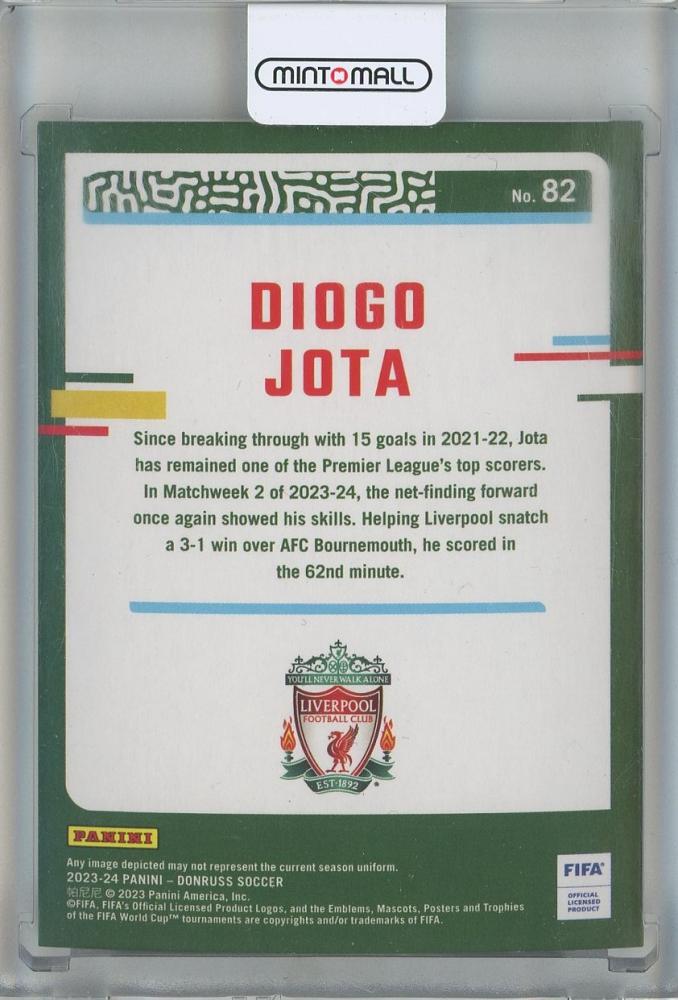 MINT MALL
No. 82
DIOGO
JOTA
Since breaking through with 15 goals in 2021-22, Jota
has remained one of the Premier League's top scorers.
In Matchweek 2 of 2023-24, the net-finding forward
once again showed his skills. Helping Liverpool snatch
a 3-1 win over AFC Bournemouth, he scored in
the 62nd minute.
YOU'LL NEVER WALK ALONE
LIVERPOOL
FOOTBALL CLUB
EST·1892
PANINI
Any image depicted may not represent the current season uniform.
2023-24 PANINI – DONRUSS SOCCER
帕尼尼 © 2023 Panini America, Inc.
©FIFA, FIFA's Official Licensed Product Logos, and the Emblems, Mascots, Posters and Trophies
of the FIFA World Cup™ tournaments are copyrights and/or trademarks of FIFA.
FIFA®
OFFICIAL
LICENSED
PRODUCT